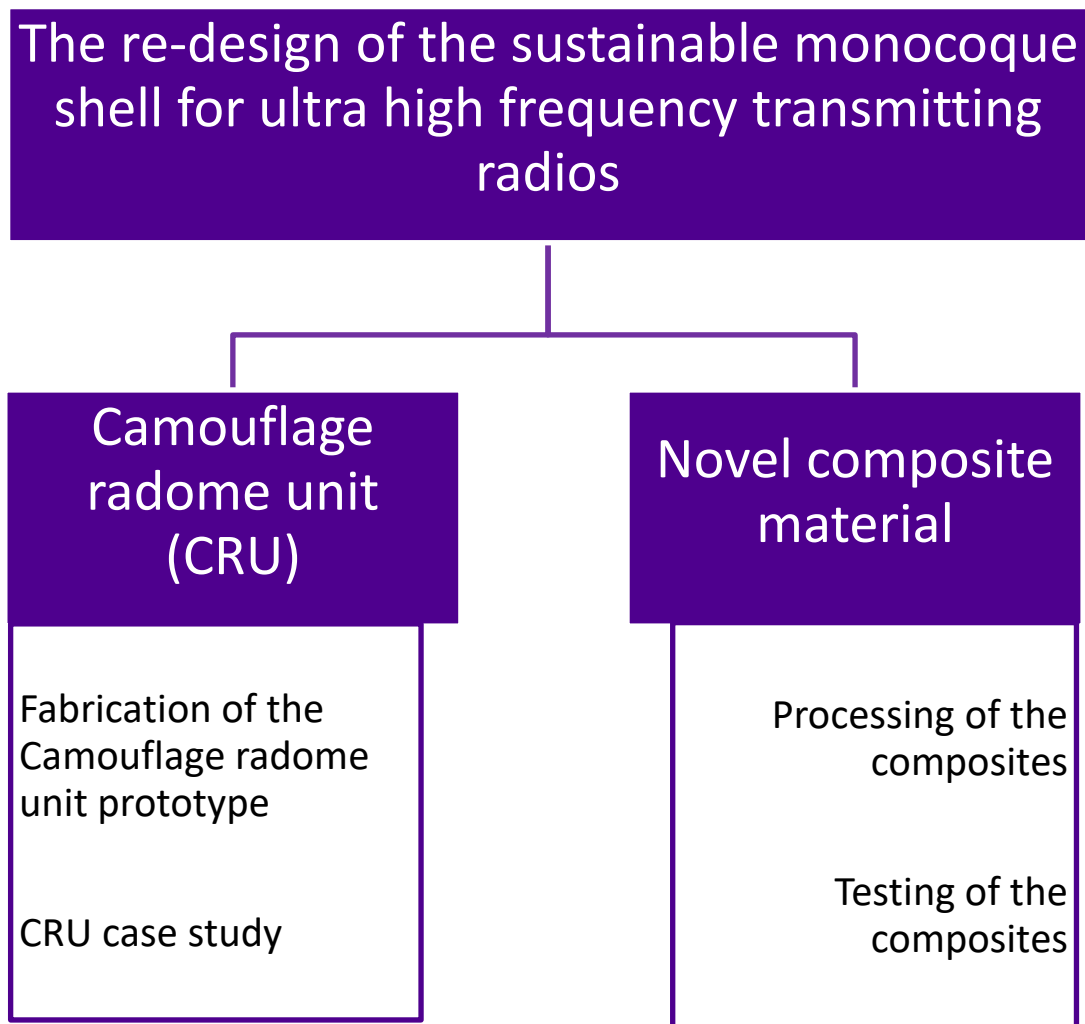 The re-design of the sustainable monocoque
shell for ultra high frequency transmitting
radios
Camouflage
radome unit
(CRU)
Fabrication of the
Camouflage radome
unit prototype
CRU case study
Novel composite
material
Processing of the
composites
Testing of the
composites